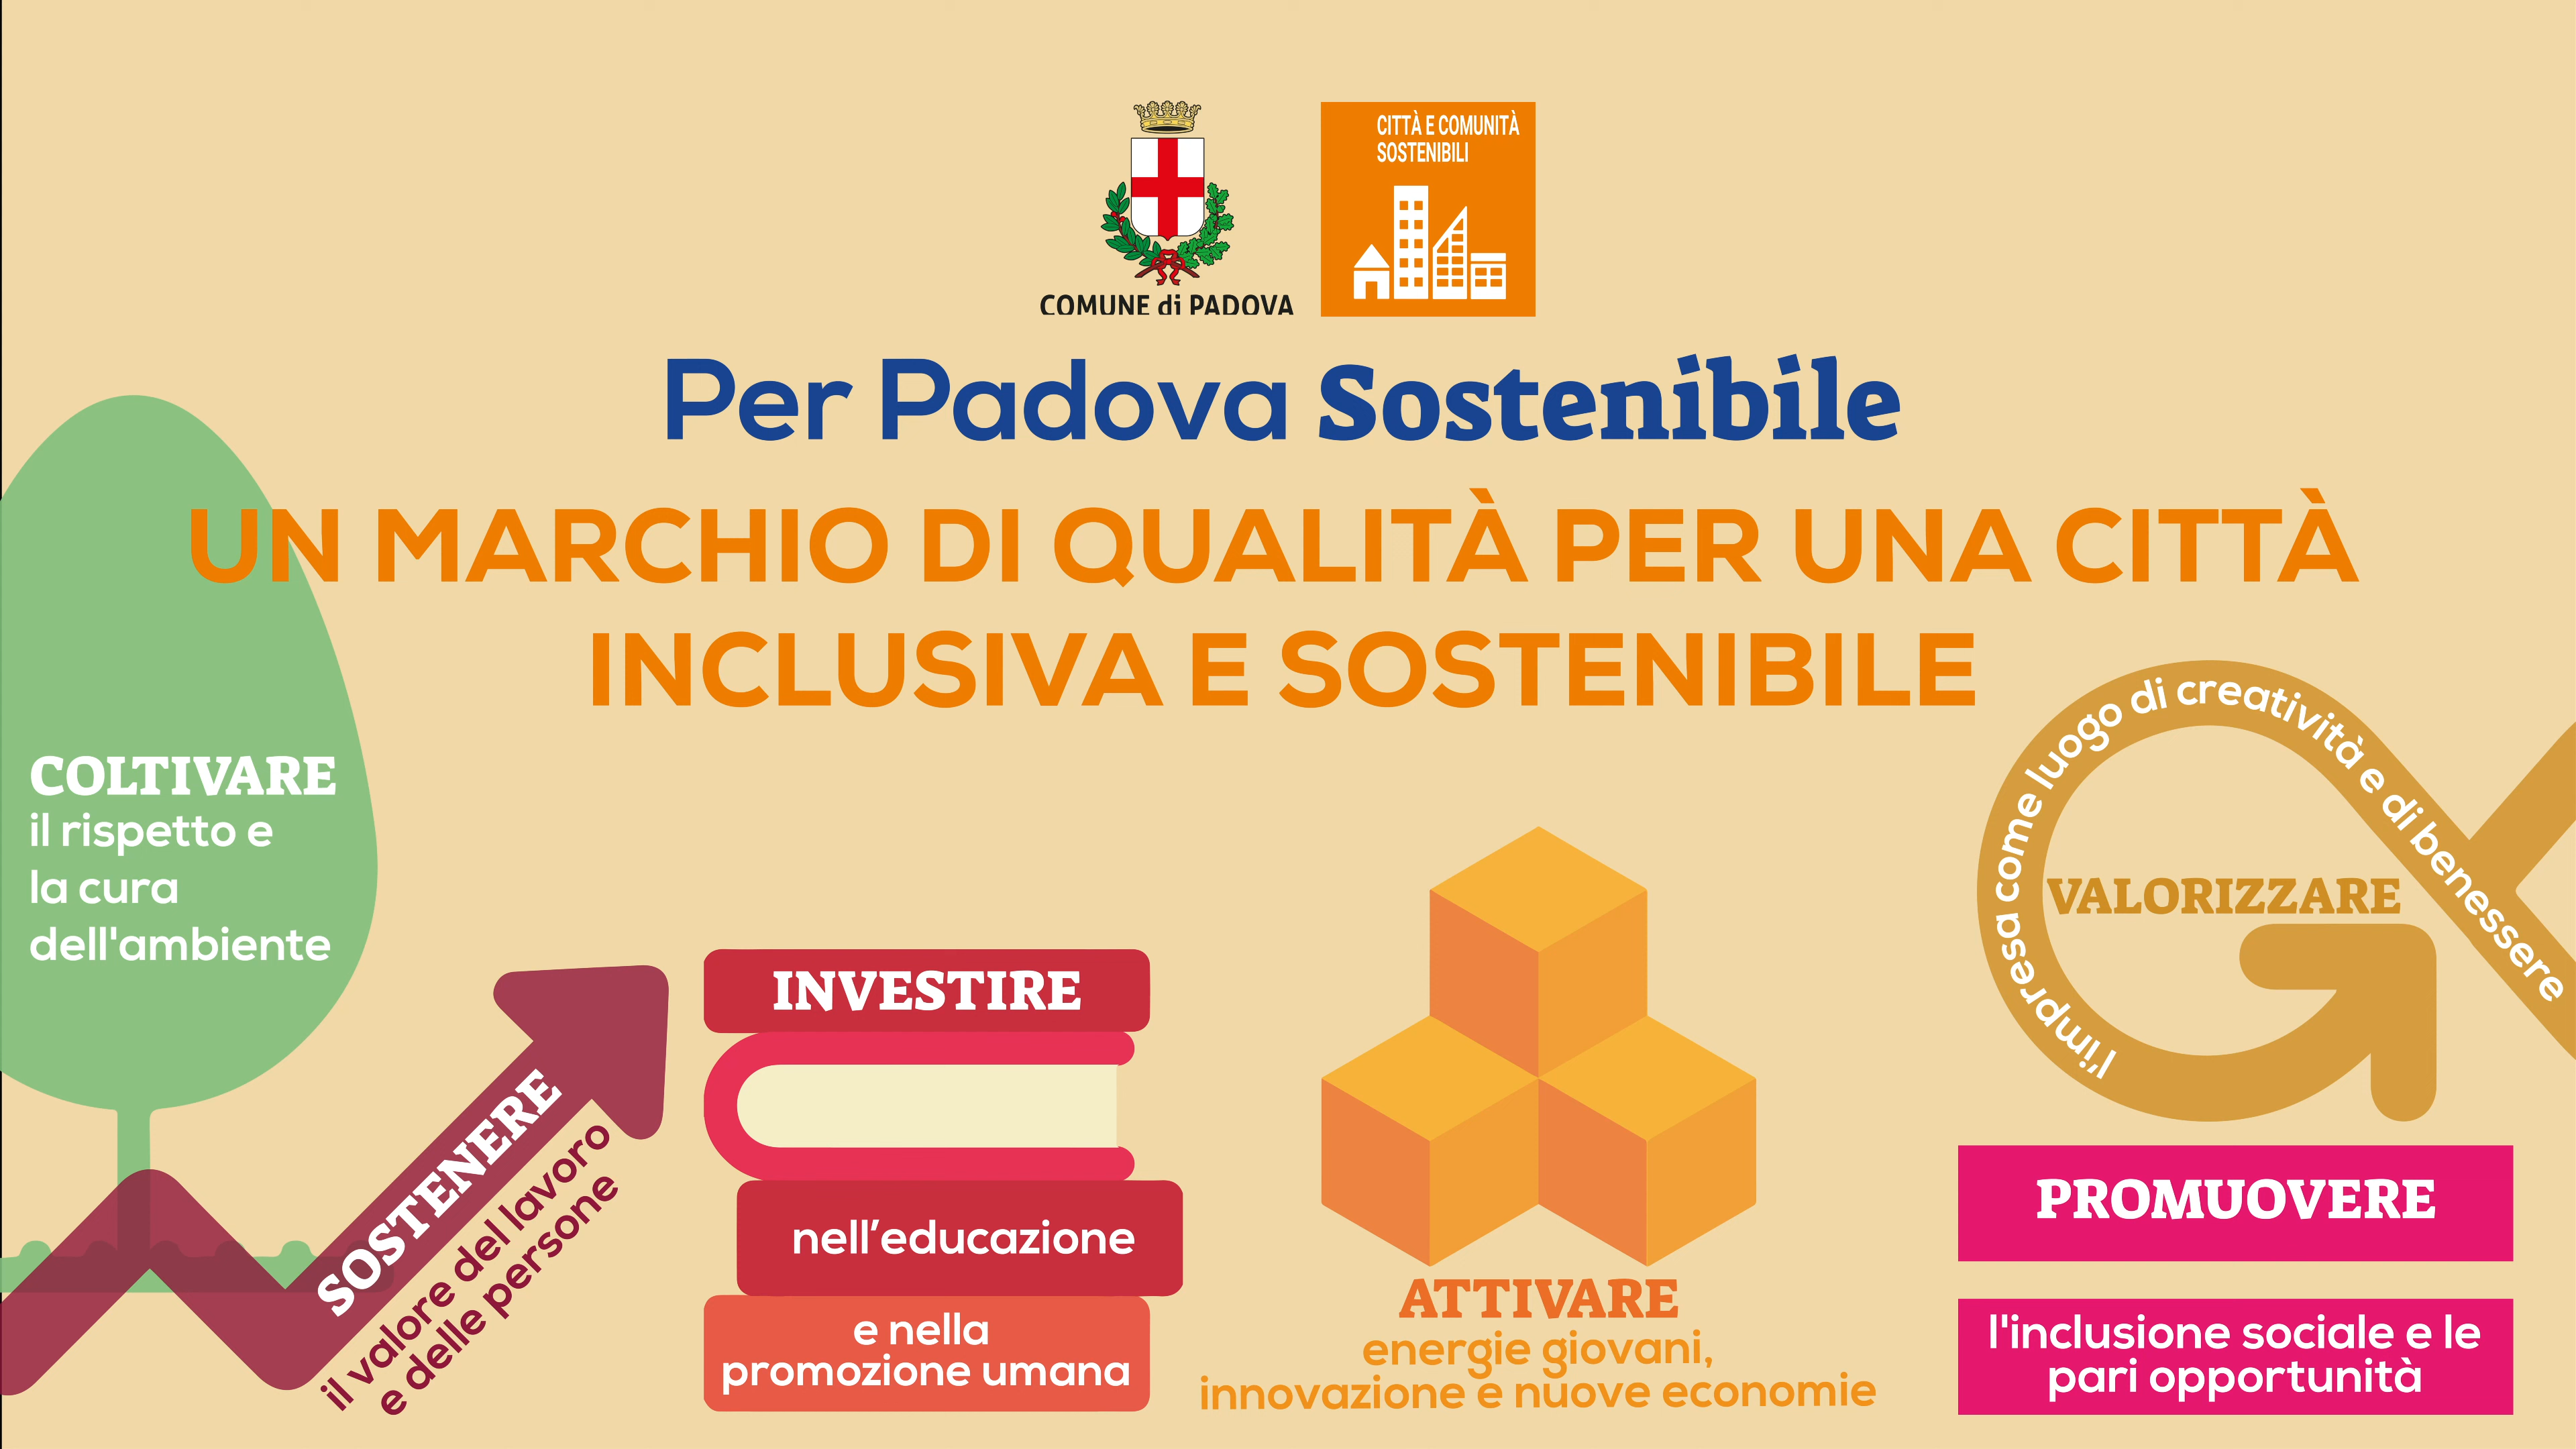 CITTÀ E COMUNITÀ
SOSTENIBILI
COMUNE di PADOVA
Per Padova Sostenibile
UN MARCHIO DI QUALITÀ PER UNA CITTÀ
INCLUSIVA E SOSTENIBILE
COLTIVARE
il rispetto e
la cura
dell'ambiente
SOSTENERE
il valore del lavoro
e delle persone
INVESTIRE
nell’educazione
e nella
promozione umana
ATTIVARE
energie giovani,
innovazione e nuove economie
VALORIZZARE
l'impresa come luogo di creatività e di benessere
PROMUOVERE
l'inclusione sociale e le
pari opportunità